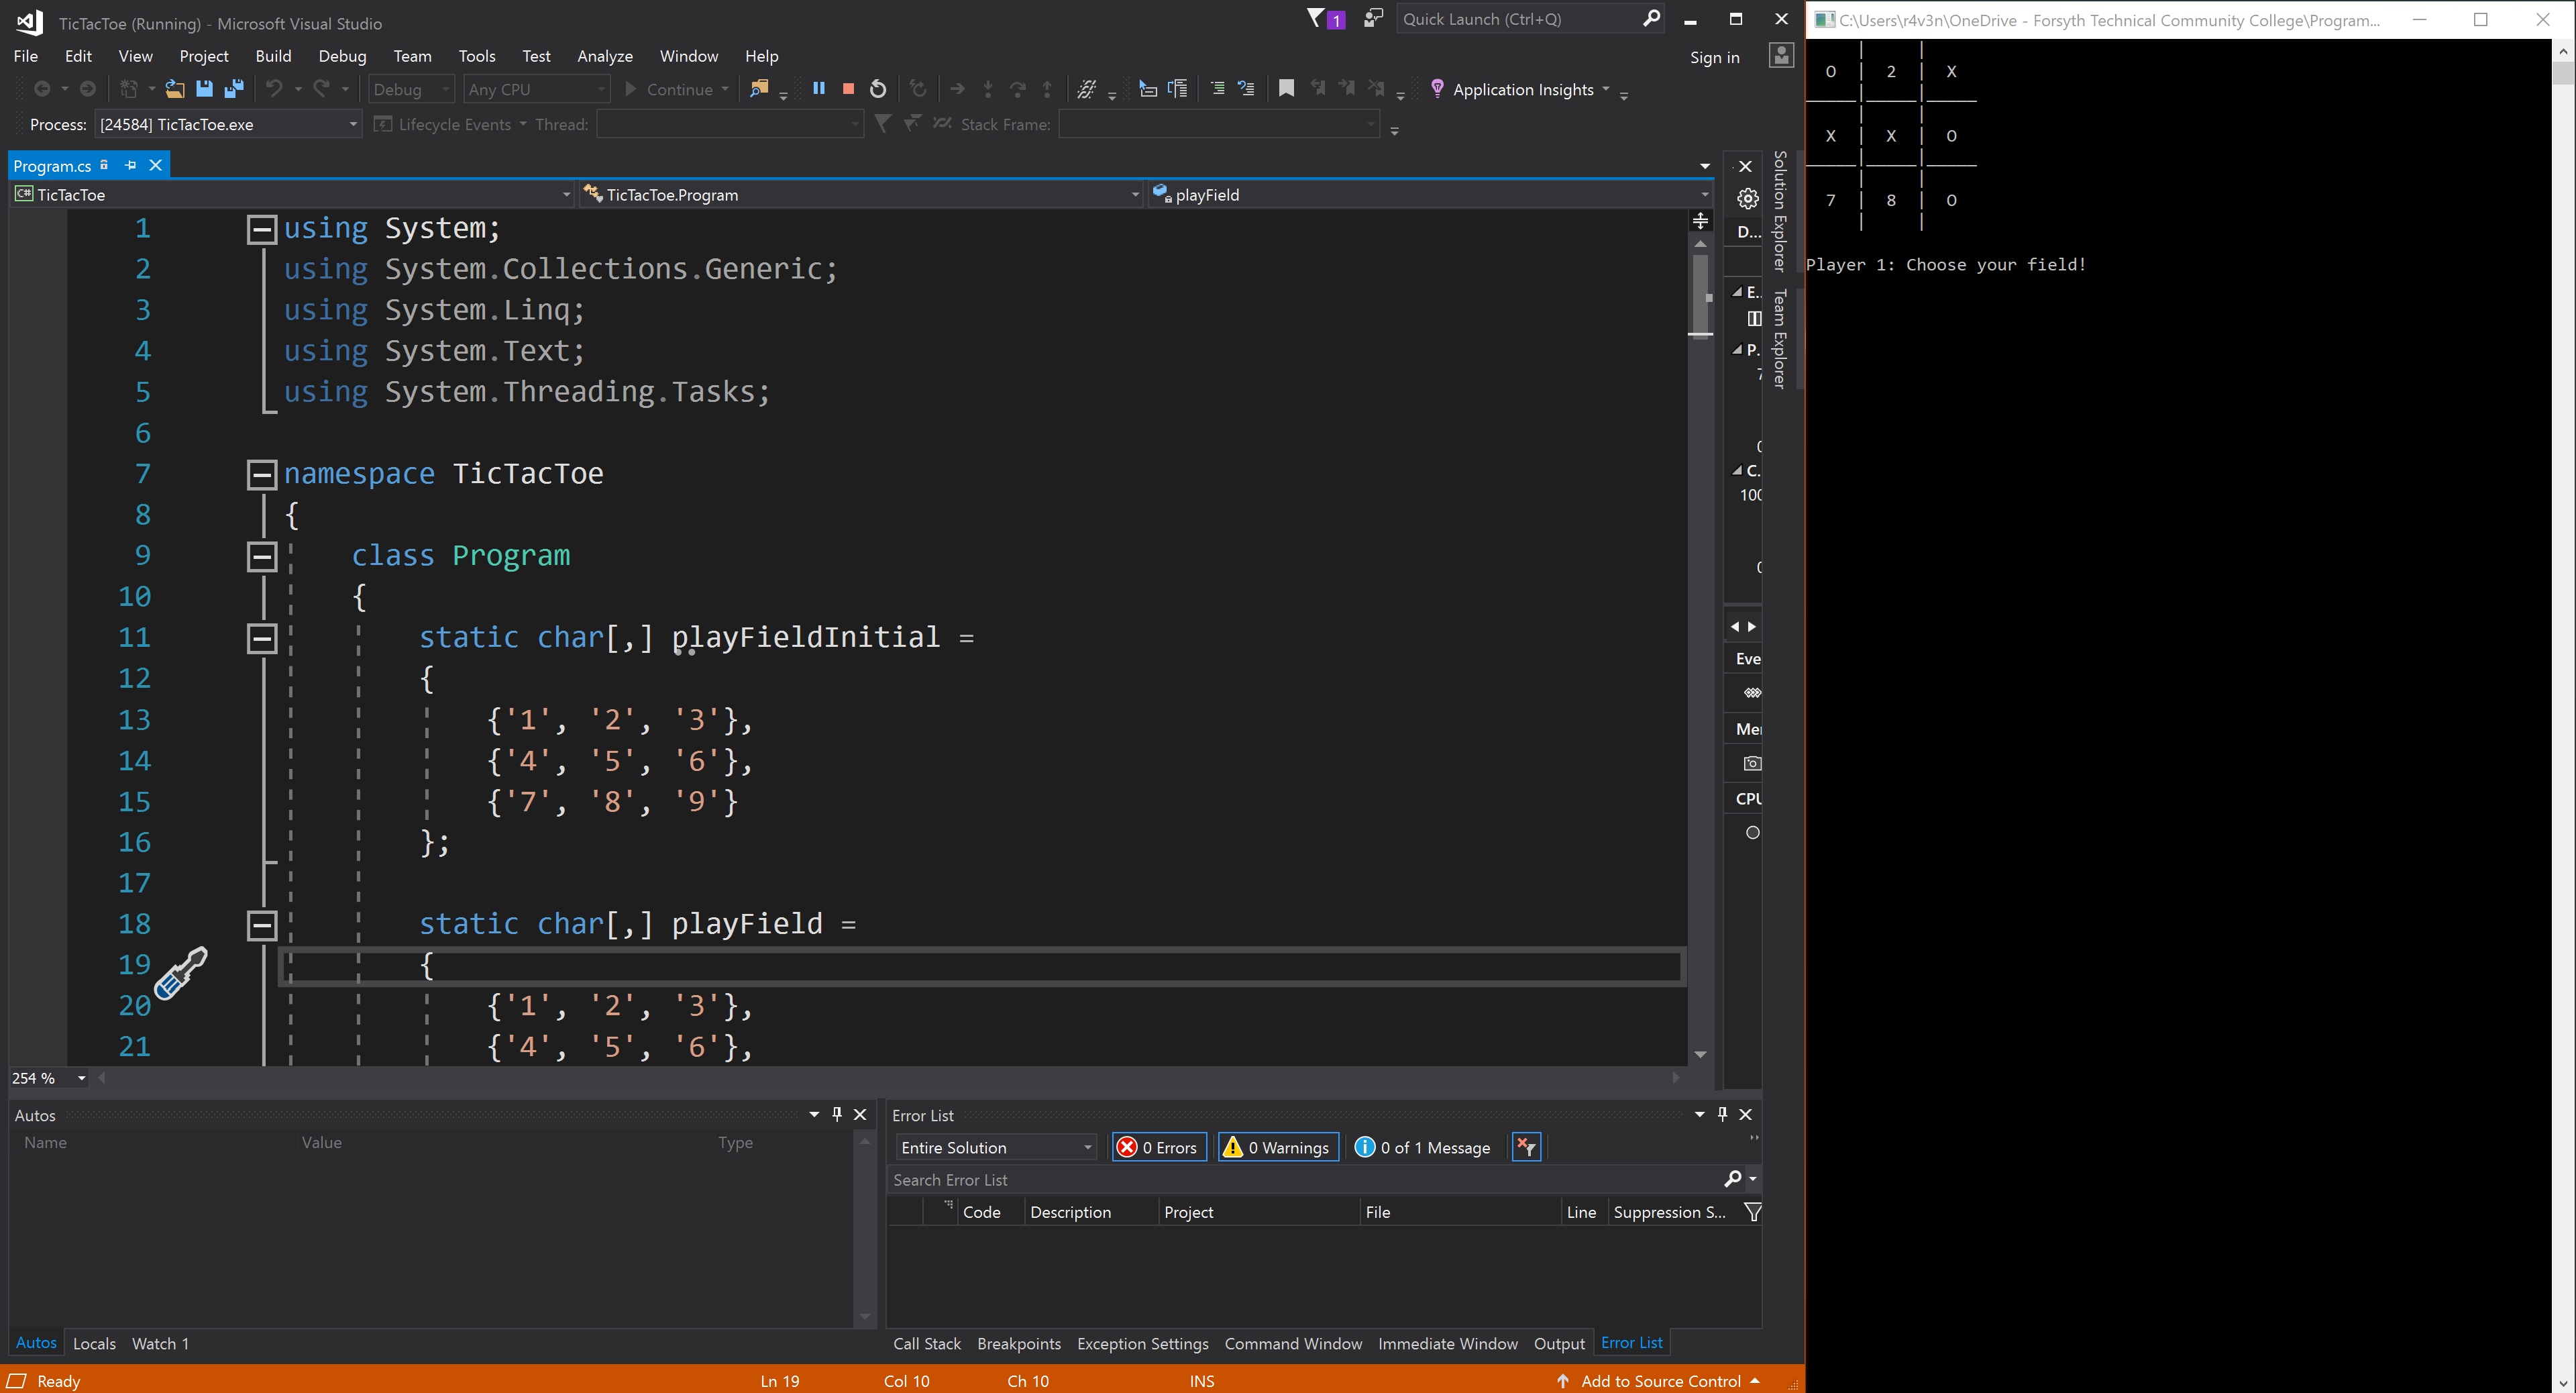 TicTacToe (Running) - Microsoft Visual Studio
1
Quick Launch (Ctrl+Q)
File Edit View Project Build Debug Team Tools Test Analyze Window Help
Sign in
Debug Any CPU Continue Application Insights
Process: [24584] TicTacToe.exe Lifecycle Events Thread: Stack Frame:
Program.cs
TicTacToe TicTacToe.Program playField
1 using System;
2 using System.Collections.Generic;
3 using System.Linq;
4 using System.Text;
5 using System.Threading.Tasks;
6
7 namespace TicTacToe
8 {
9 class Program
10 {
11 static char[,] playFieldInitial =
12 {
13 {'1', '2', '3'},
14 {'4', '5', '6'},
15 {'7', '8', '9'}
16 };
17
18 static char[,] playField =
19 {
20 {'1', '2', '3'},
21 {'4', '5', '6'},
254 %
D...
E..
P.
C.
100
Eve
CPU
Solution Explorer
Team Explorer
Autos
Name Value Type
Autos Locals Watch 1
Error List
Entire Solution 0 Errors 0 Warnings 0 of 1 Message
Search Error List
Code Description Project File Line Suppression S...
Call Stack Breakpoints Exception Settings Command Window Immediate Window Output Error List
Ready Ln 19 Col 10 Ch 10 INS Add to Source Control
C:\Users\r4v3n\OneDrive - Forsyth Technical Community College\Program...
O | 2 | X
X | X | O
7 | 8 | O
Player 1: Choose your field!